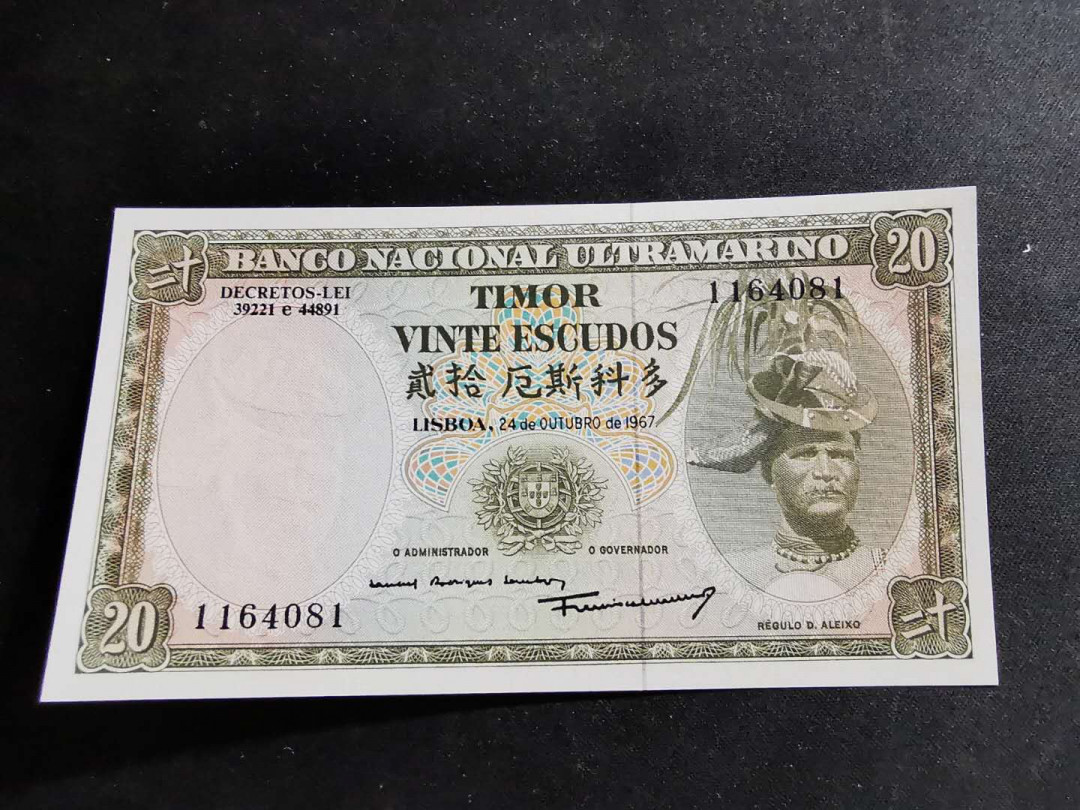 二十
BANCO NACIONAL ULTRAMARINO
20
DECRETOS-LEI
39221 e 44891
TIMOR
1164081
VINTE ESCUDOS
貳拾 厄斯科多
LISBOA, 24 de OUTUBRO de 1967
O ADMINISTRADOR
O GOVERNADOR
20
1164081
RÉGULO D. ALEIXO
二十